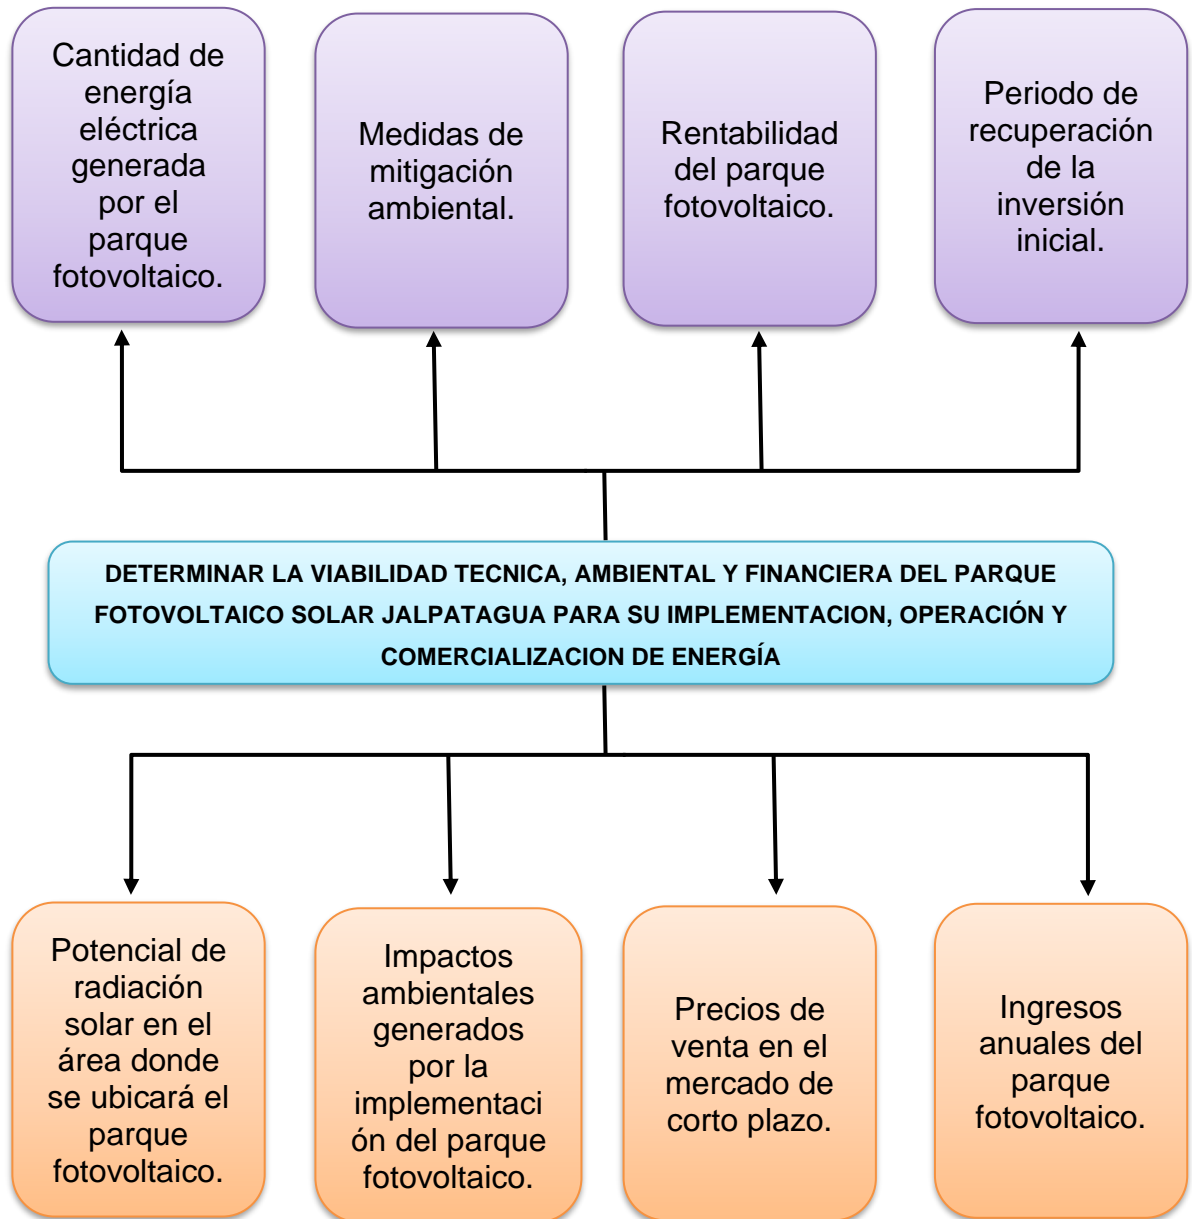 Cantidad de
energía
eléctrica
generada
por el
parque
fotovoltaico.
Medidas de
mitigación
ambiental.
Rentabilidad
del parque
fotovoltaico.
Periodo de
recuperación
de la
inversión
inicial.
DETERMINAR LA VIABILIDAD TECNICA, AMBIENTAL Y FINANCIERA DEL PARQUE
FOTOVOLTAICO SOLAR JALPATAGUA PARA SU IMPLEMENTACION, OPERACIÓN Y
COMERCIALIZACION DE ENERGÍA
Potencial de
radiación
solar en el
área donde
se ubicará el
parque
fotovoltaico.
Impactos
ambientales
generados
por la
implementaci
ón del parque
fotovoltaico.
Precios de
venta en el
mercado de
corto plazo.
Ingresos
anuales del
parque
fotovoltaico.